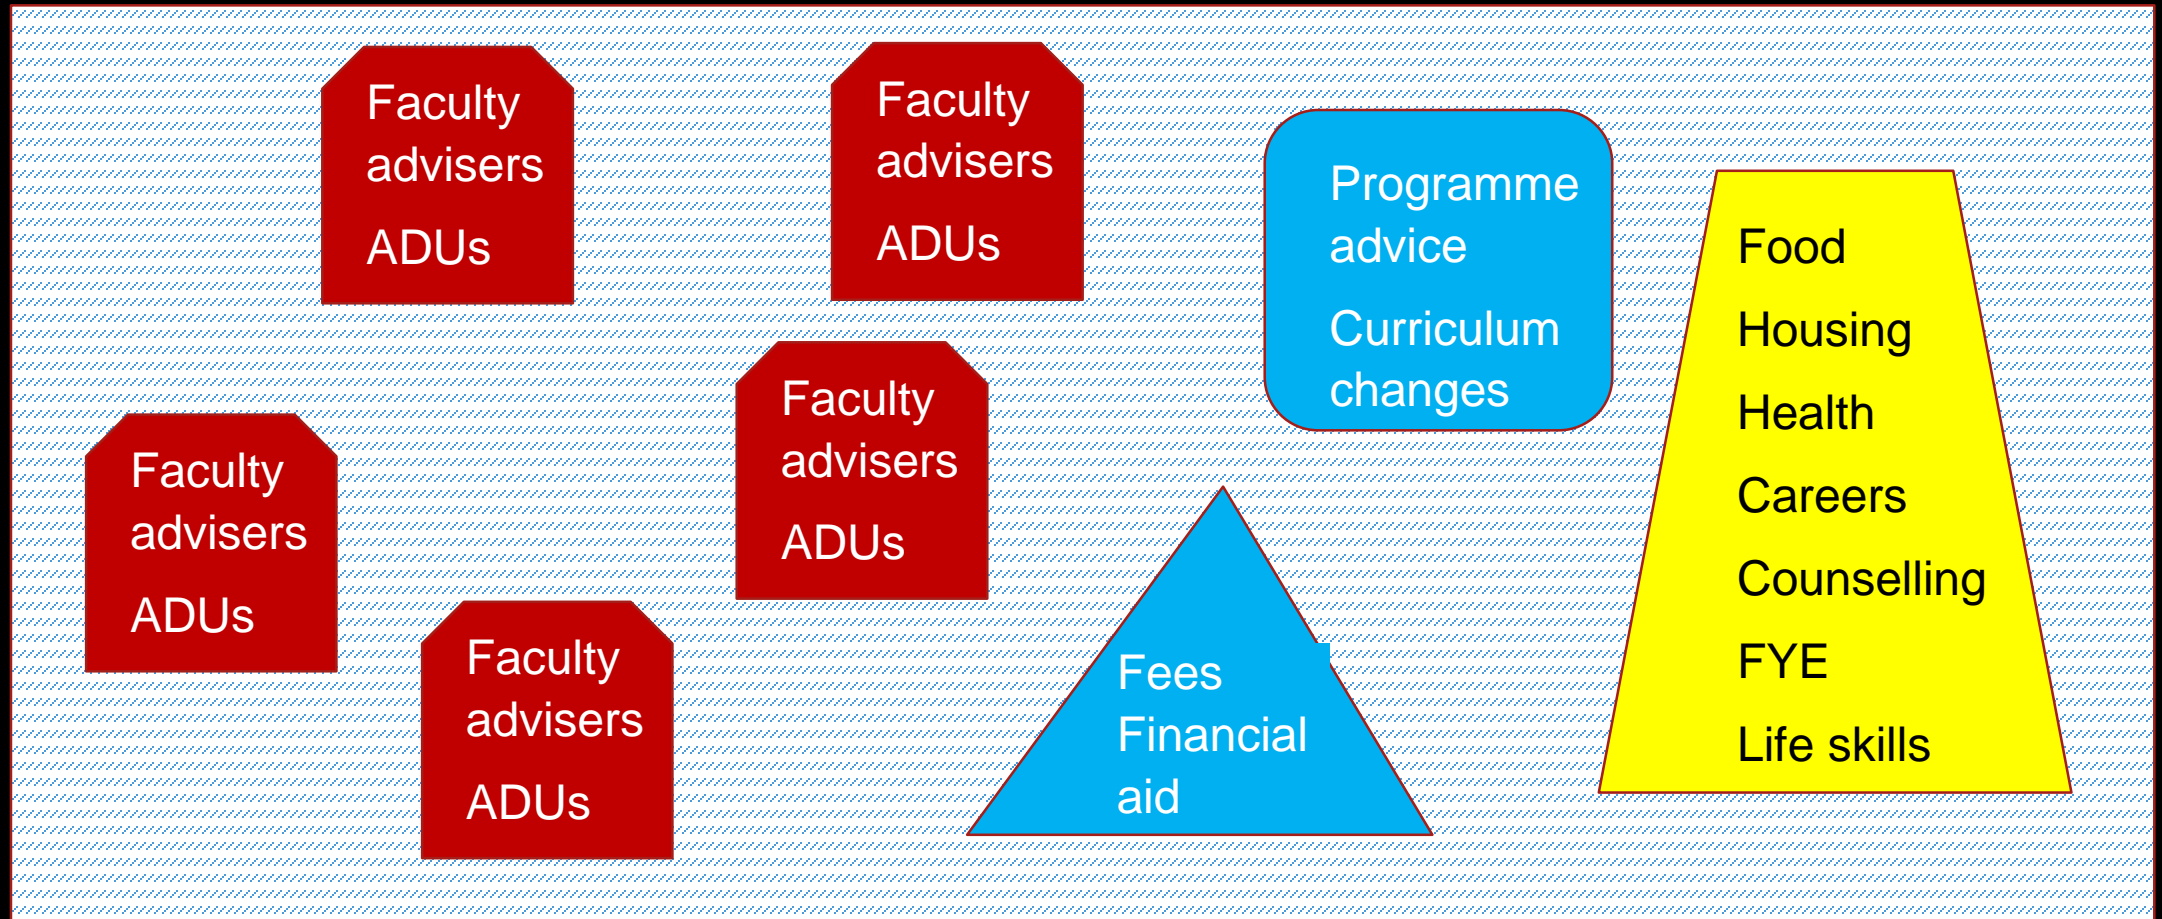 Faculty
advisers
ADUs
Faculty
advisers
ADUs
Programme
advice
Curriculum
changes
Food
Housing
Health
Careers
Counselling
FYE
Life skills
Faculty
advisers
ADUs
Faculty
advisers
ADUs
Faculty
advisers
ADUs
Fees
Financial
aid